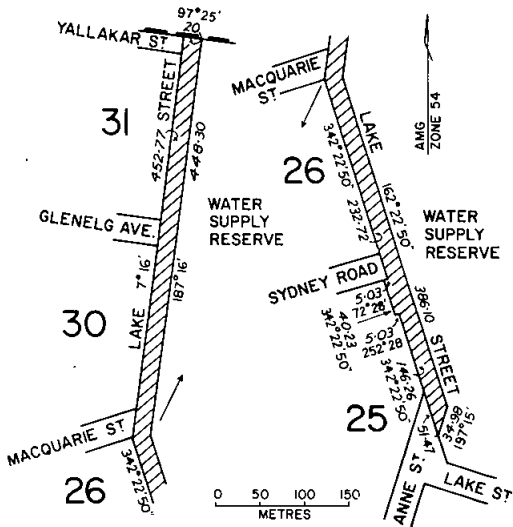 97°25'
20
YALLAKAR ST.
31
STREET
452·77
448·30
GLENELG AVE.
WATER
SUPPLY
RESERVE
7°16'
187°16'
30
LAKE
MACQUARIE ST.
26
342°22'50"
MACQUARIE
ST.
26
LAKE
342°22'50"
232·72
162°22'50"
AMG
ZONE 54
WATER
SUPPLY
RESERVE
SYDNEY ROAD
5·03
72°28'
40·23
342°22'50"
5·03
252°28'
386·10
STREET
146·26
342°22'50"
25
51·47
34·98
197°15'
ANNE ST.
LAKE ST.
0 50 100 150
METRES